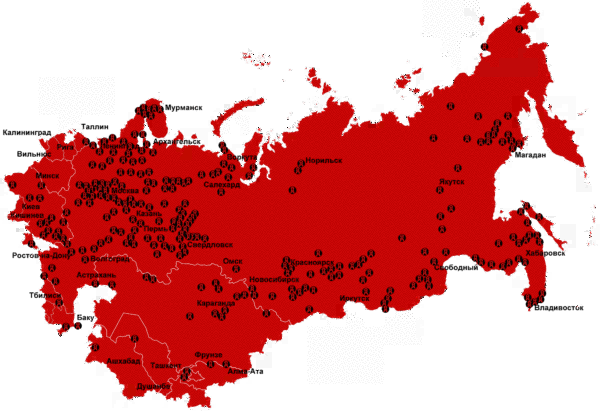 Мурманск
Таллин
Калининград
Рига
Ленинград
Архангельск
Вильнюс
Воркута
Норильск
Магадан
Минск
Салехард
Якутск
Москва
Киев
Казань
Кишинев
Пермь
Свердловск
Ростов-на-Дону
Волгоград
Омск
Красноярск
Свободный
Хабаровск
Астрахань
Новосибирск
Тбилиси
Караганда
Иркутск
Владивосток
Баку
Ашхабад
Фрунзе
Ташкент
Алма-Ата
Душанбе